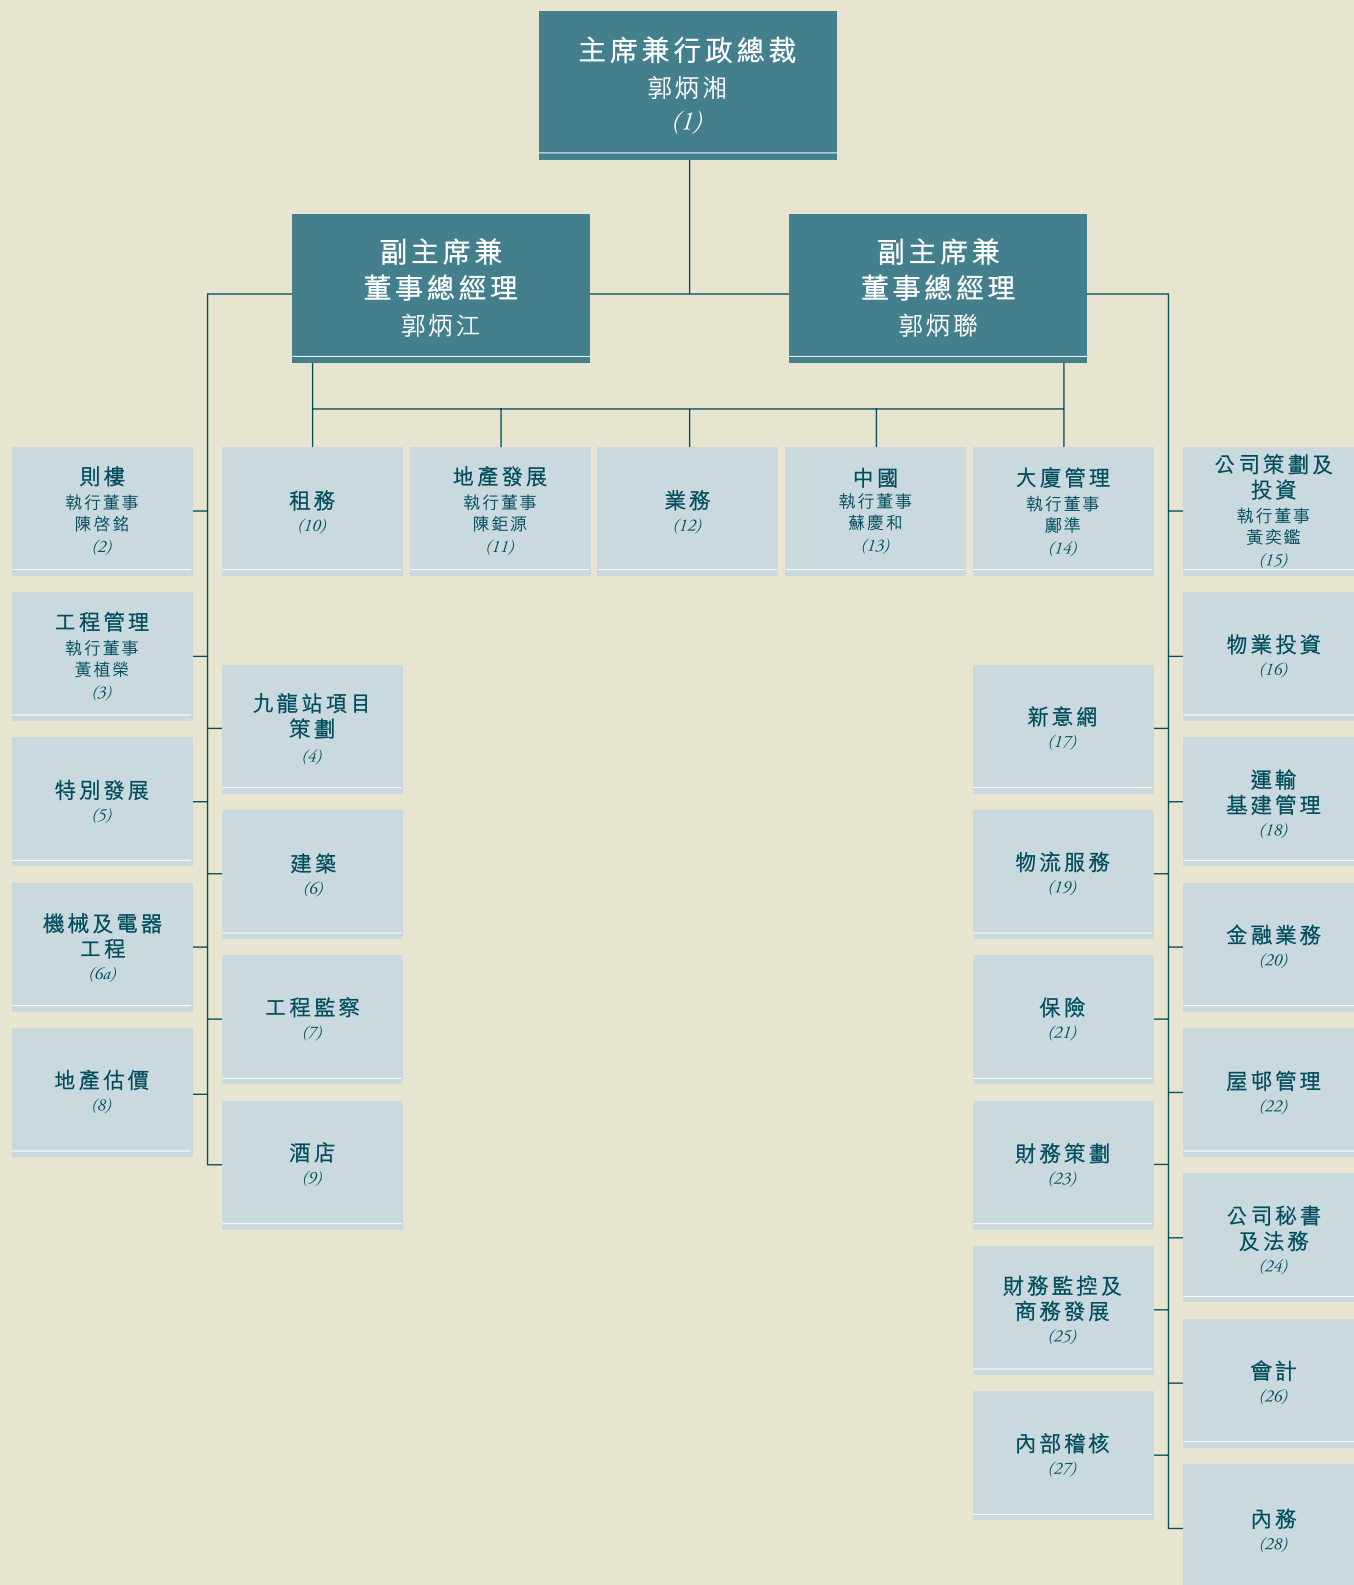 主席兼行政總裁
郭炳湘
(1)
副主席兼
董事總經理
郭炳江
副主席兼
董事總經理
郭炳聯
則樓
執行董事
陳啓銘
(2)
租務
(10)
地產發展
執行董事
陳鉅源
(11)
業務
(12)
中國
執行董事
蘇慶和
(13)
大廈管理
執行董事
鄺準
(14)
公司策劃及
投資
執行董事
黃奕鑑
(15)
工程管理
執行董事
黃植榮
(3)
九龍站項目
策劃
(4)
特別發展
(5)
建築
(6)
機械及電器
工程
(6a)
工程監察
(7)
地產估價
(8)
酒店
(9)
物業投資
(16)
新意網
(17)
運輸
基建管理
(18)
物流服務
(19)
金融業務
(20)
保險
(21)
屋邨管理
(22)
財務策劃
(23)
公司秘書
及法務
(24)
財務監控及
商務發展
(25)
會計
(26)
內部稽核
(27)
內務
(28)